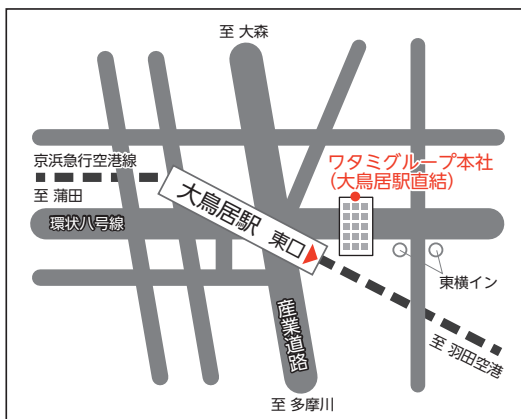 至 大森
京浜急行空港線
至 蒲田
ワタミグループ本社
(大鳥居駅直結)
大鳥居駅 東口
環状八号線
東横イン
産業道路
至 羽田空港
至 多摩川